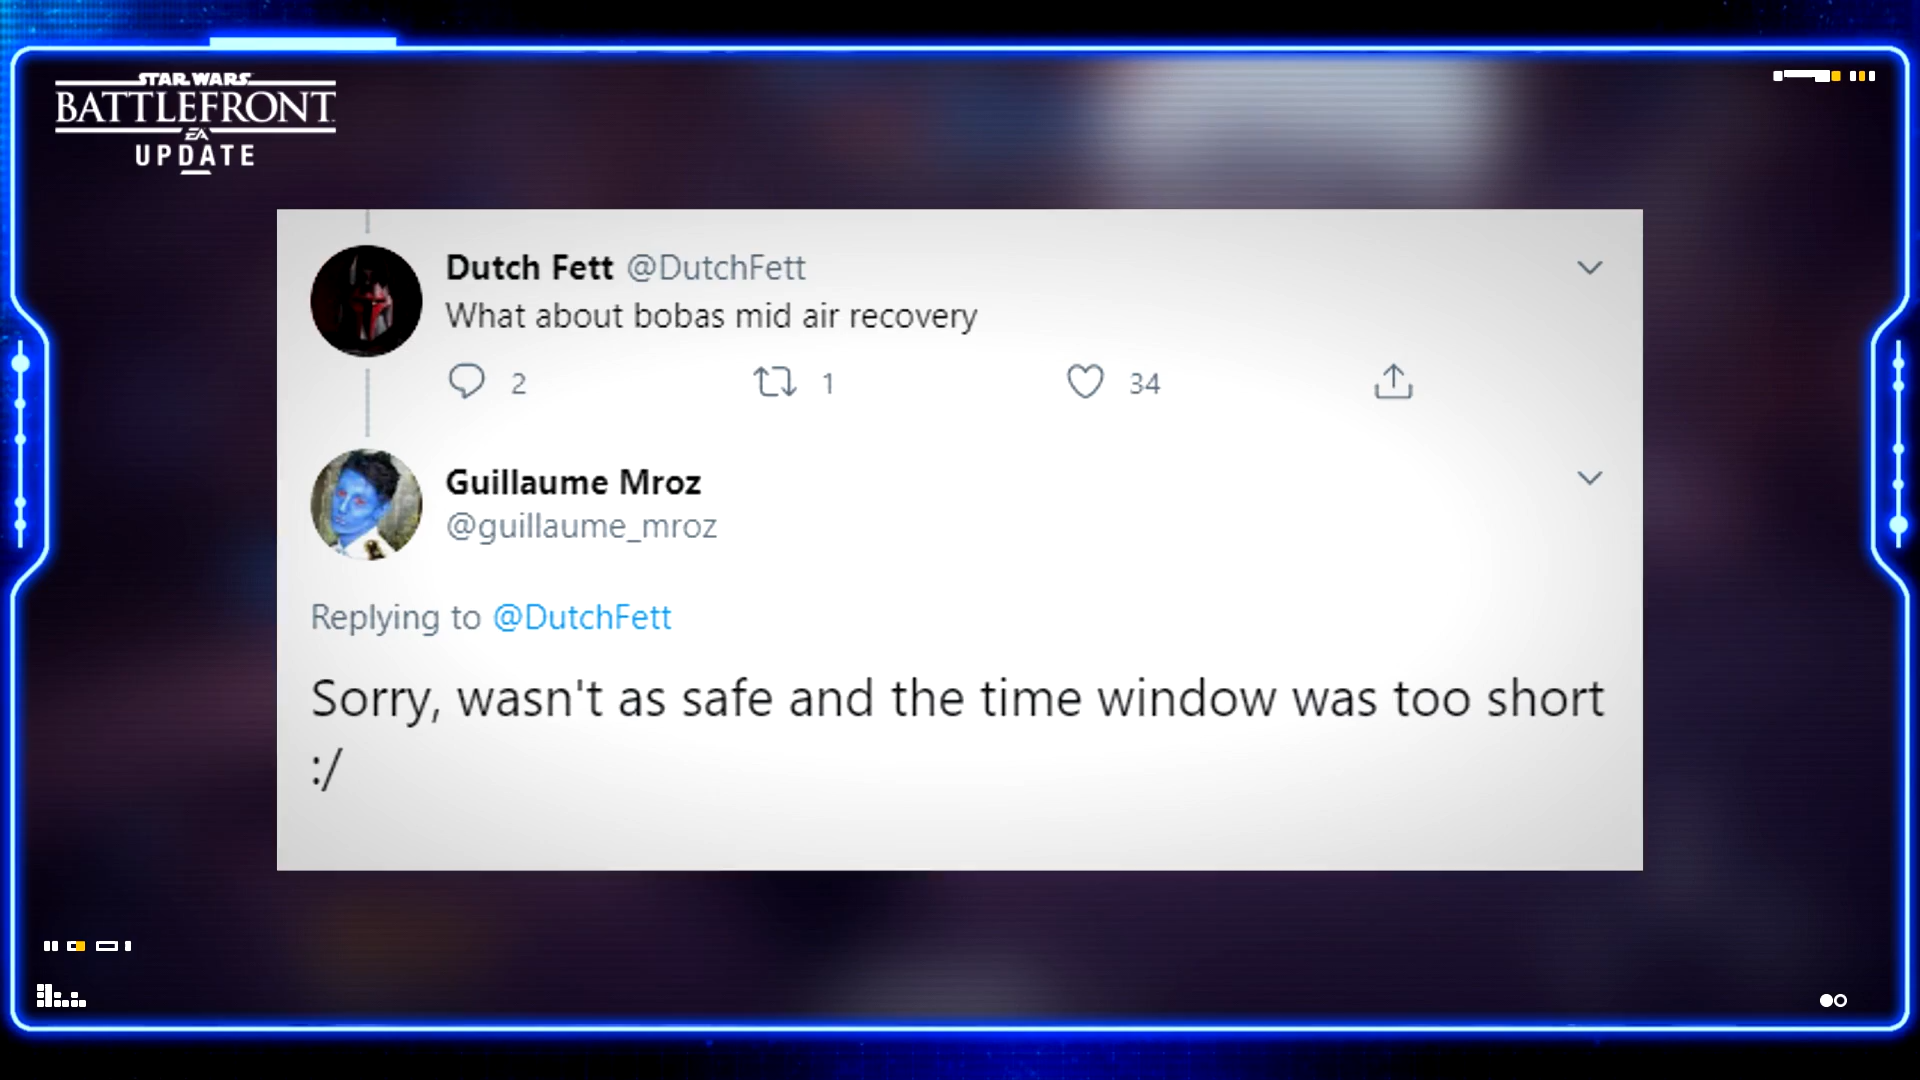 STAR WARS
BATTLEFRONT
EA
UPDATE
Dutch Fett @DutchFett
What about bobas mid air recovery
2 1 34
Guillaume Mroz
@guillaume_mroz
Replying to @DutchFett
Sorry, wasn't as safe and the time window was too short
:/